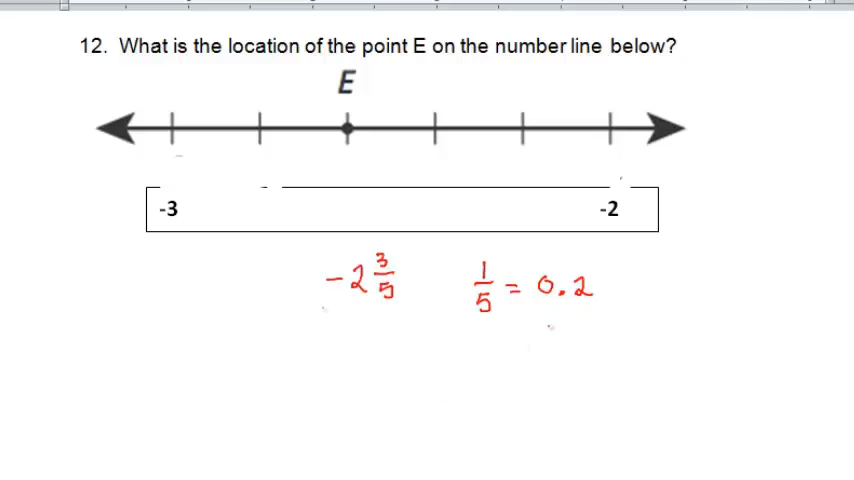 12. What is the location of the point E on the number line below?
E
-3 -2
-2 3/5 1/5 = 0.2